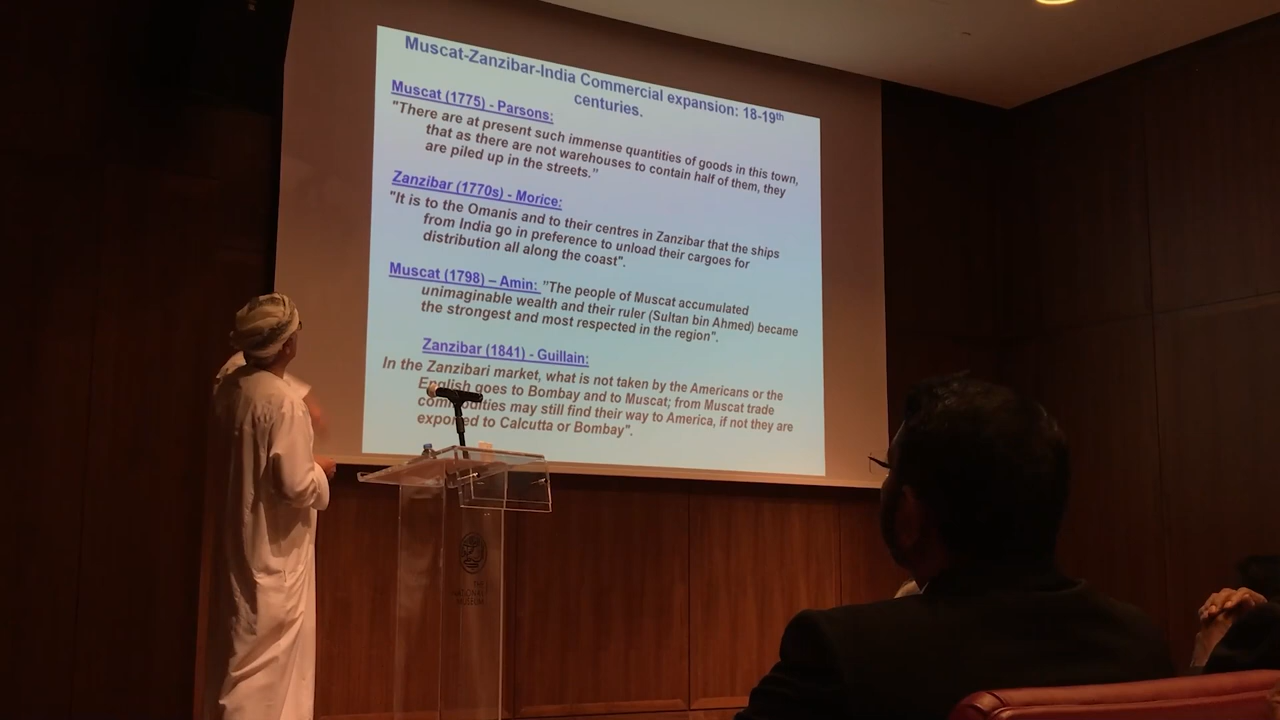 Muscat-Zanzibar-India Commercial expansion: 18-19th
centuries.
Muscat (1775) - Parsons:
"There are at present such immense quantities of goods in this town,
that as there are not warehouses to contain half of them, they
are piled up in the streets.”
Zanzibar (1770s) - Morice:
"It is to the Omanis and to their centres in Zanzibar that the ships
from India go in preference to unload their cargoes for
distribution all along the coast".
Muscat (1798) – Amin: "The people of Muscat accumulated
unimaginable wealth and their ruler (Sultan bin Ahmed) became
the strongest and most respected in the region".
Zanzibar (1841) - Guillain:
In the Zanzibari market, what is not taken by the Americans or the
English goes to Bombay and to Muscat; from Muscat trade
commodities may still find their way to America, if not they are
exported to Calcutta or Bombay".
THE
NATIONAL
MUSEUM